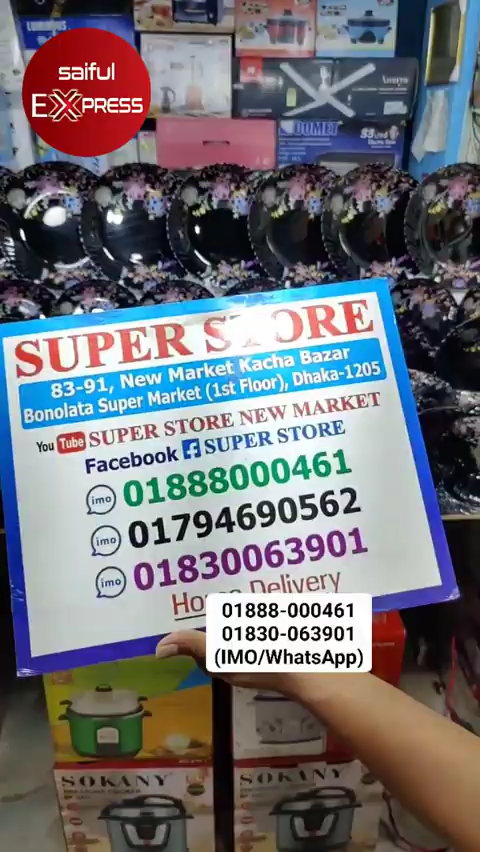 saiful
EXPRESS
COMET
SUPER STORE
83-91, New Market Kacha Bazar
Bonolata Super Market (1st Floor), Dhaka-1205
You Tube SUPER STORE NEW MARKET
Facebook f SUPER STORE
imo 01888000461
imo 01794690562
imo 01830063901
Home Delivery
01888-000461
01830-063901
(IMO/WhatsApp)
SOKANY
SOKANY